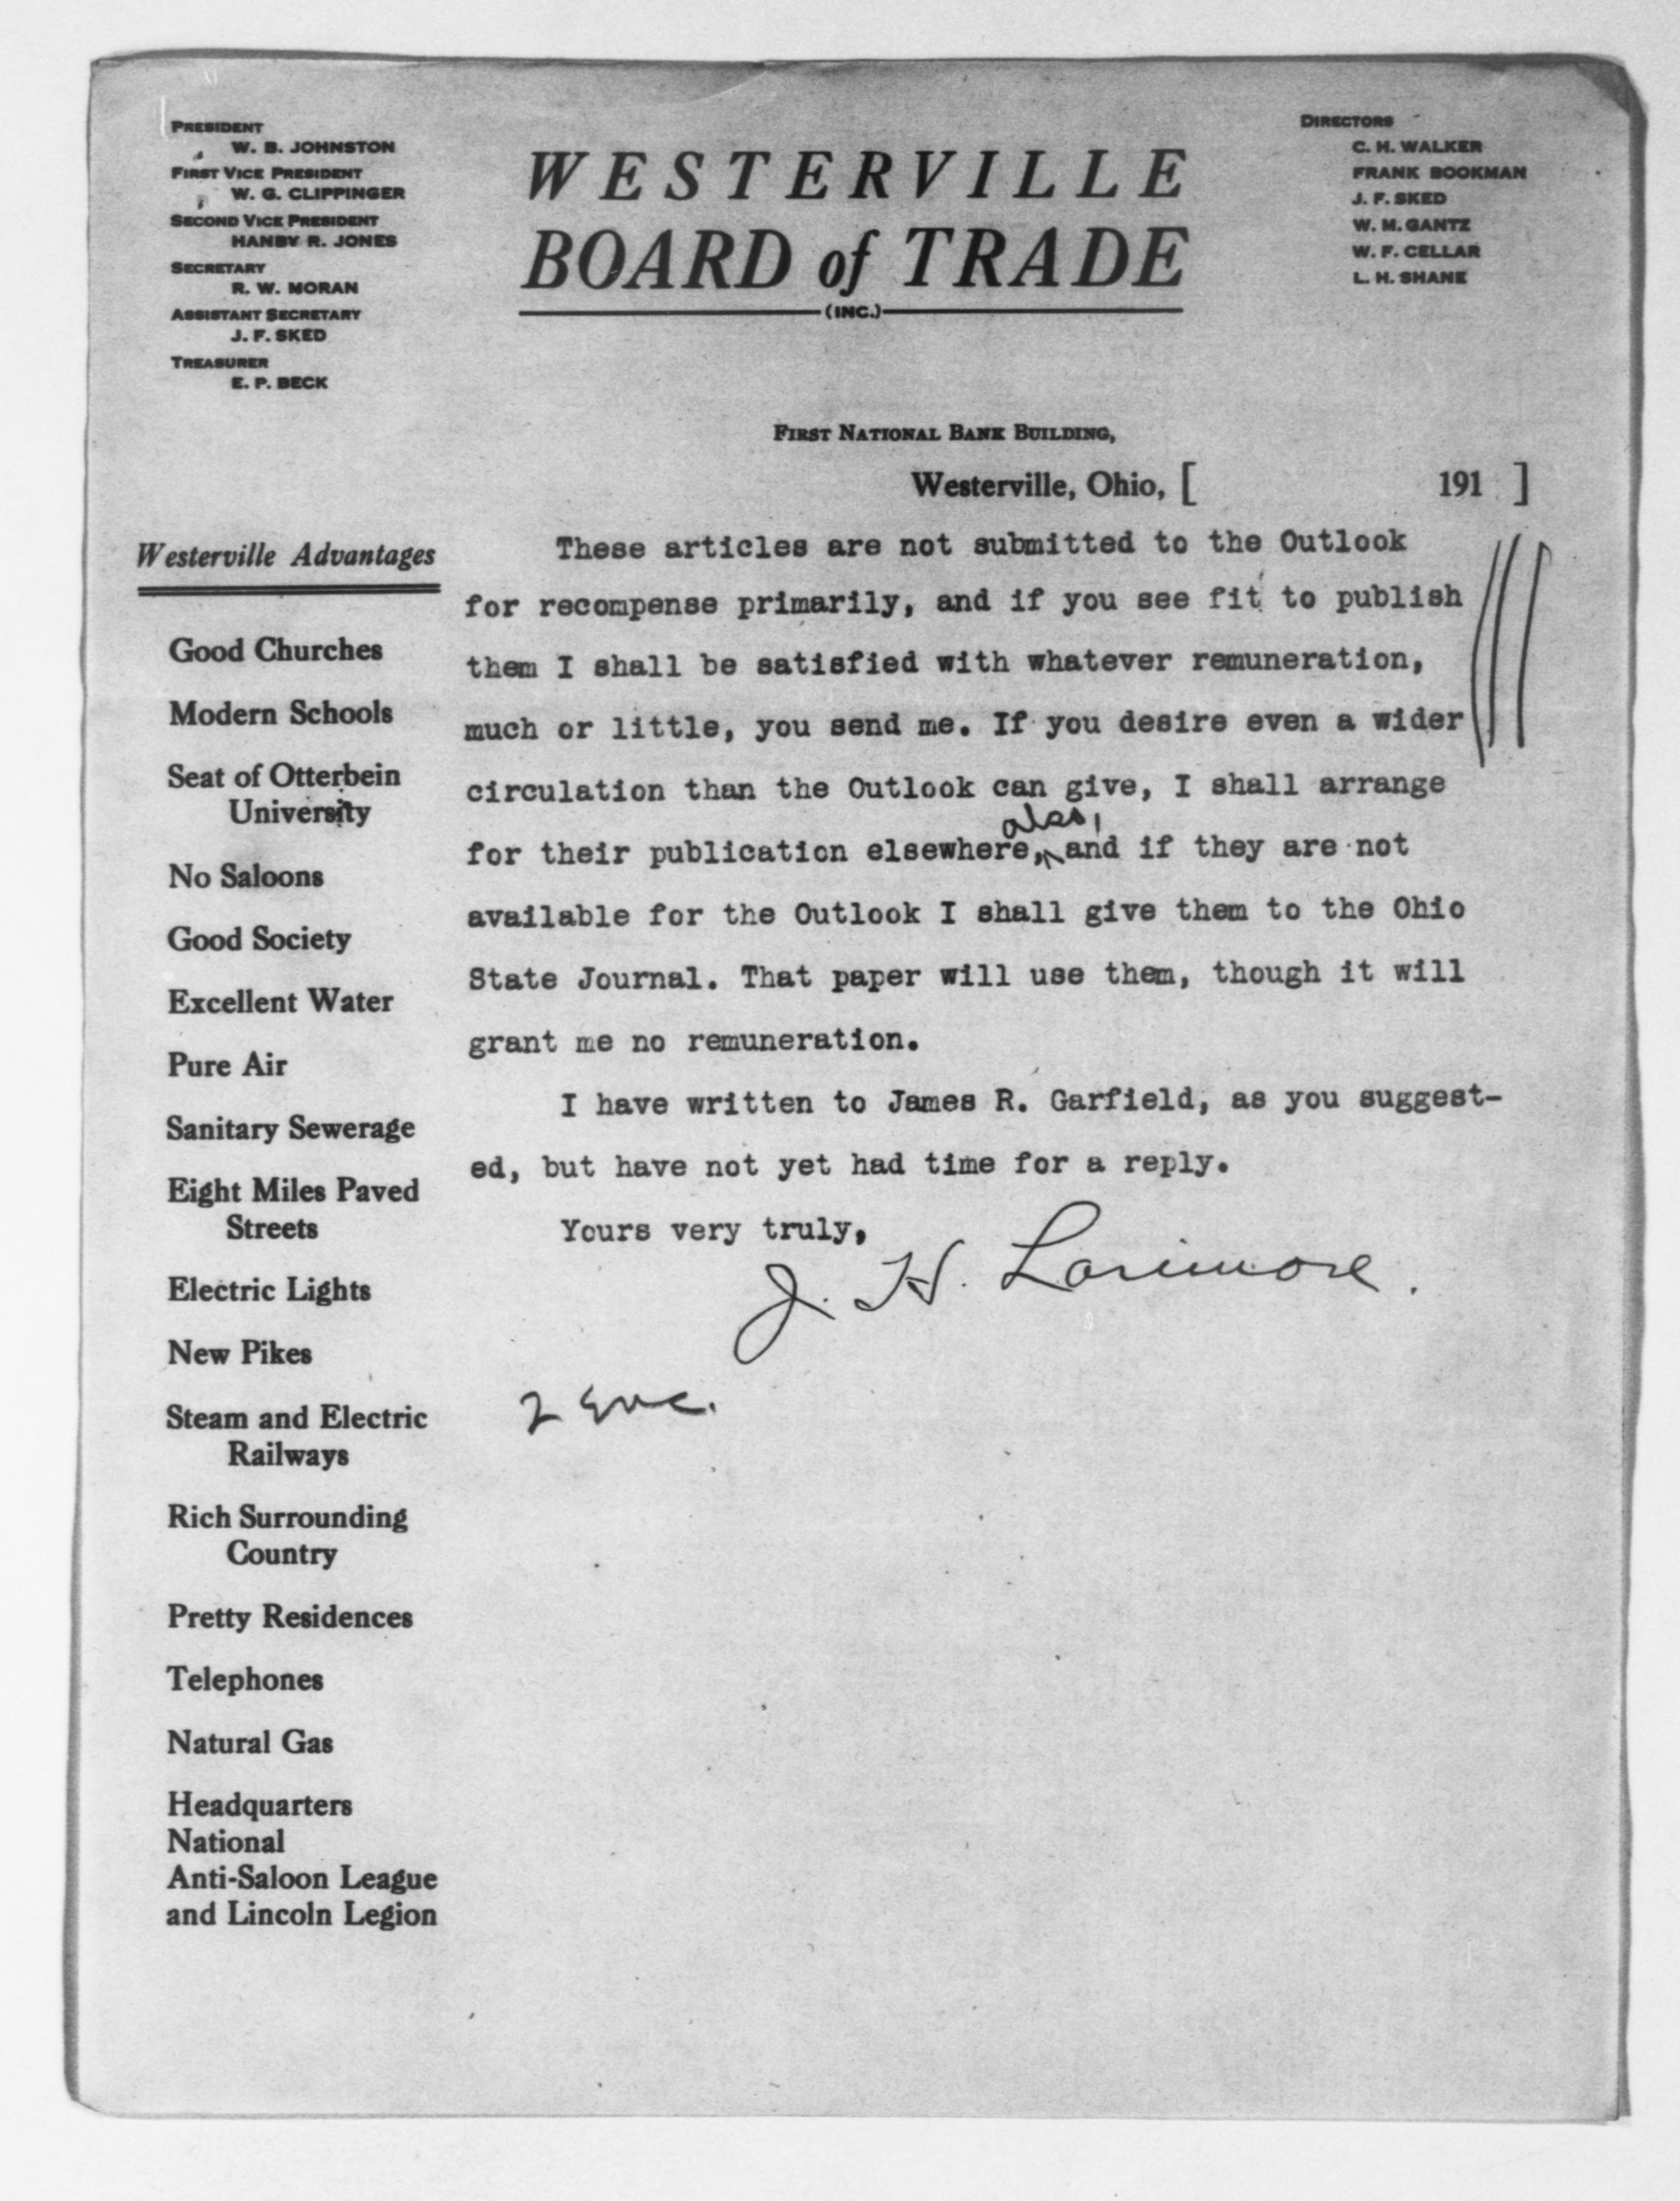 PRESIDENT
W. B. JOHNSTON
FIRST VICE PRESIDENT
W. G. CLIPPINGER
SECOND VICE PRESIDENT
HANBY R. JONES
SECRETARY
R. W. MORAN
ASSISTANT SECRETARY
J. F. SKED
TREASURER
E. P. BECK
WESTERVILLE
BOARD of TRADE
(INC.)
DIRECTORS
C. H. WALKER
FRANK BOOKMAN
J. F. SKED
W. M. GANTZ
W. F. CELLAR
L. H. SHANK
FIRST NATIONAL BANK BUILDING,
Westerville, Ohio, [ 191 ]
Westerville Advantages
Good Churches
Modern Schools
Seat of Otterbein
University
No Saloons
Good Society
Excellent Water
Pure Air
Sanitary Sewerage
Eight Miles Paved
Streets
Electric Lights
New Pikes
Steam and Electric
Railways
Rich Surrounding
Country
Pretty Residences
Telephones
Natural Gas
Headquarters
National
Anti-Saloon League
and Lincoln Legion
These articles are not submitted to the Outlook
for recompense primarily, and if you see fit to publish
them I shall be satisfied with whatever remuneration,
much or little, you send me. If you desire even a wider
circulation than the Outlook can give, I shall arrange
also,
for their publication elsewhere, and if they are not
available for the Outlook I shall give them to the Ohio
State Journal. That paper will use them, though it will
grant me no remuneration.
I have written to James R. Garfield, as you suggest-
ed, but have not yet had time for a reply.
Yours very truly,
J. H. Larimore.
2 Enc.